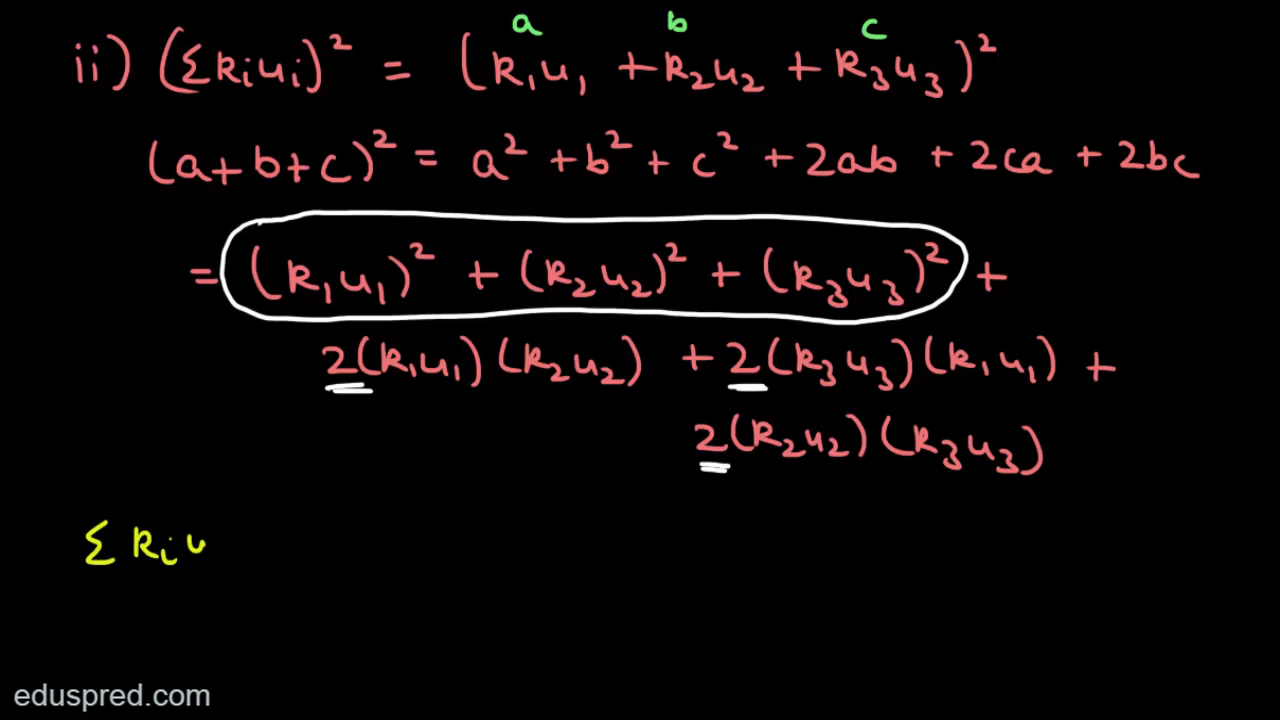 a b c
ii) (Σkᵢuᵢ)² = (k₁u₁ + k₂u₂ + k₃u₃)²
(a+b+c)² = a² + b² + c² + 2ab + 2ca + 2bc
= (k₁u₁)² + (k₂u₂)² + (k₃u₃)² +
2(k₁u₁)(k₂u₂) + 2(k₃u₃)(k₁u₁) +
2(k₂u₂)(k₃u₃)
Σ kᵢu
eduspred.com